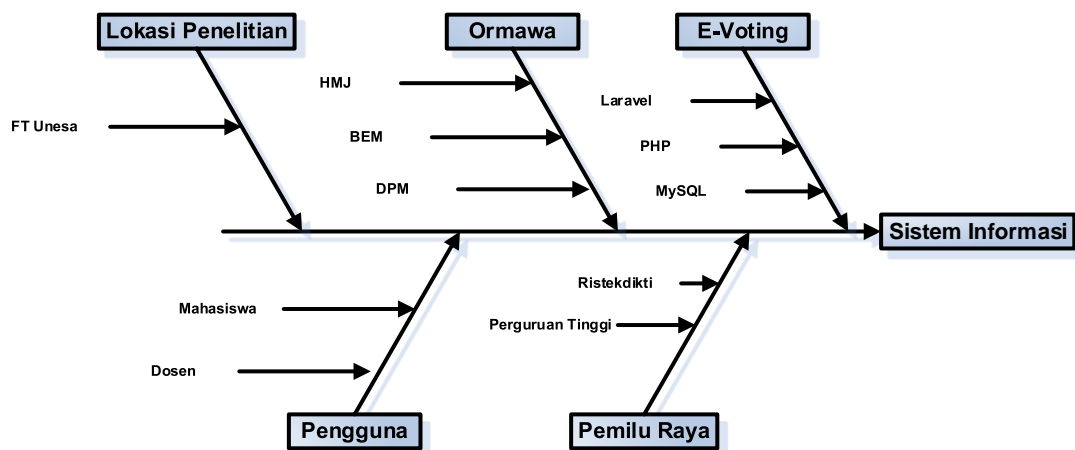 Lokasi Penelitian
Ormawa
E-Voting
HMJ
Laravel
FT Unesa
BEM
PHP
DPM
MySQL
Sistem Informasi
Ristekdikti
Mahasiswa
Perguruan Tinggi
Dosen
Pengguna
Pemilu Raya